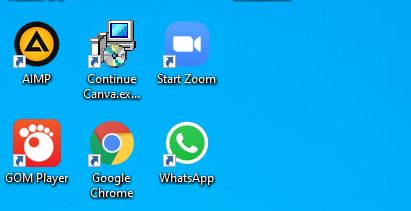 AIMP
Continue
Canva.ex...
Start Zoom
GOM Player
Google
Chrome
WhatsApp